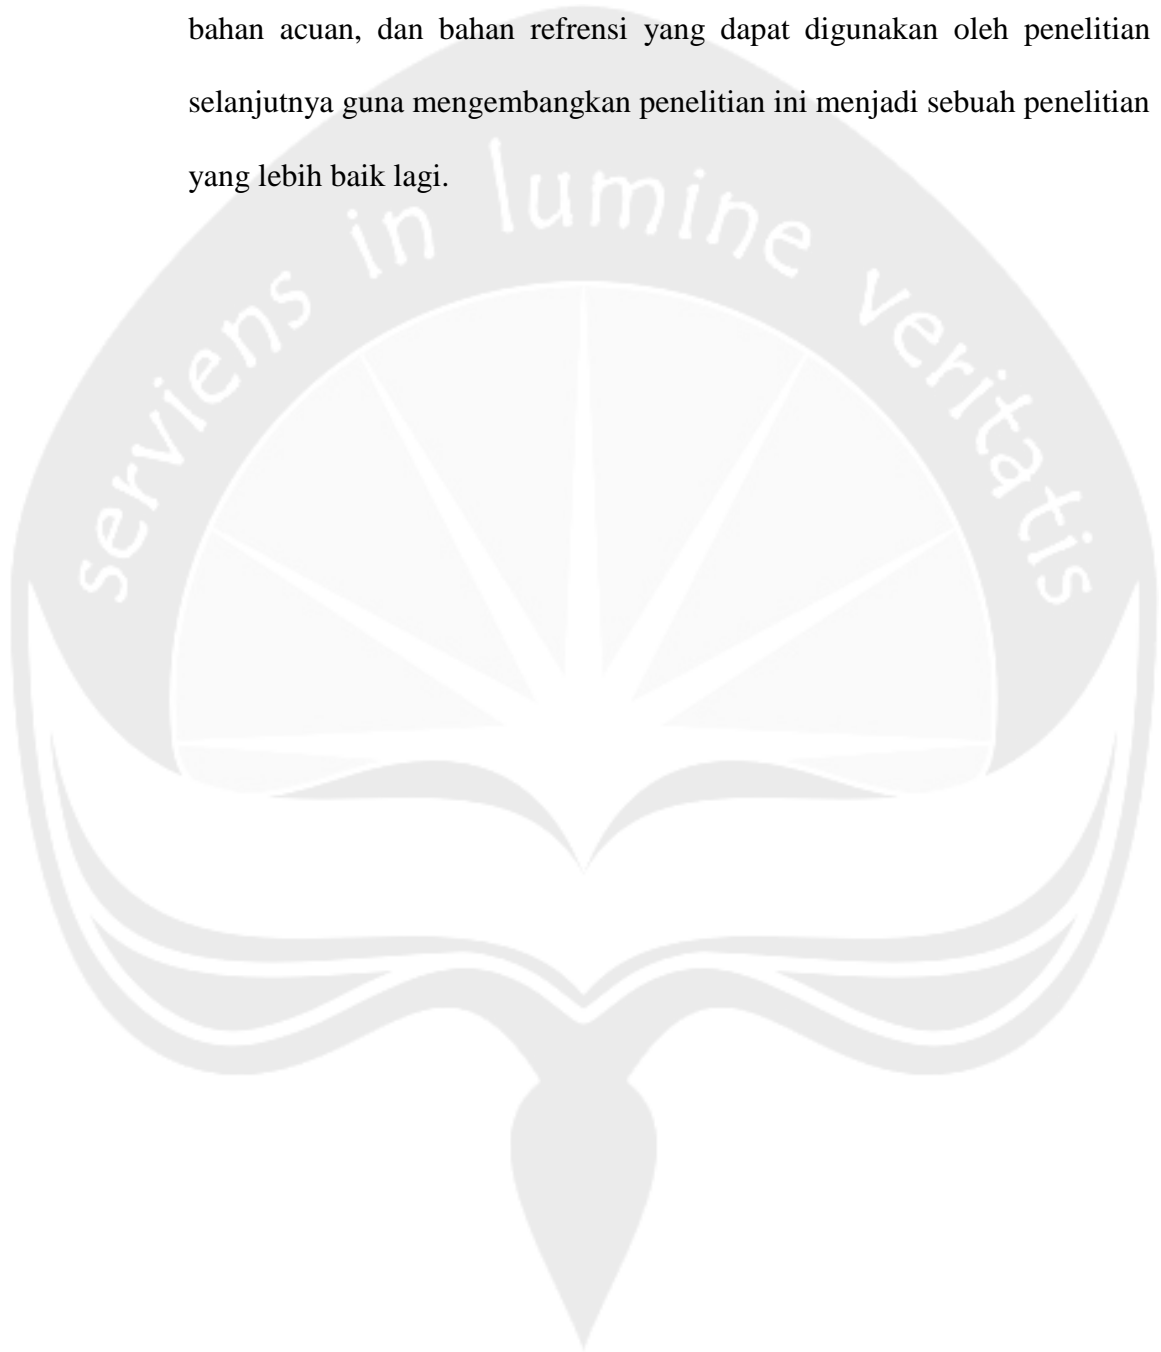 bahan acuan, dan bahan refrensi yang dapat digunakan oleh penelitian
selanjutnya guna mengembangkan penelitian ini menjadi sebuah penelitian
yang lebih baik lagi.
serviens in lumine veritatis